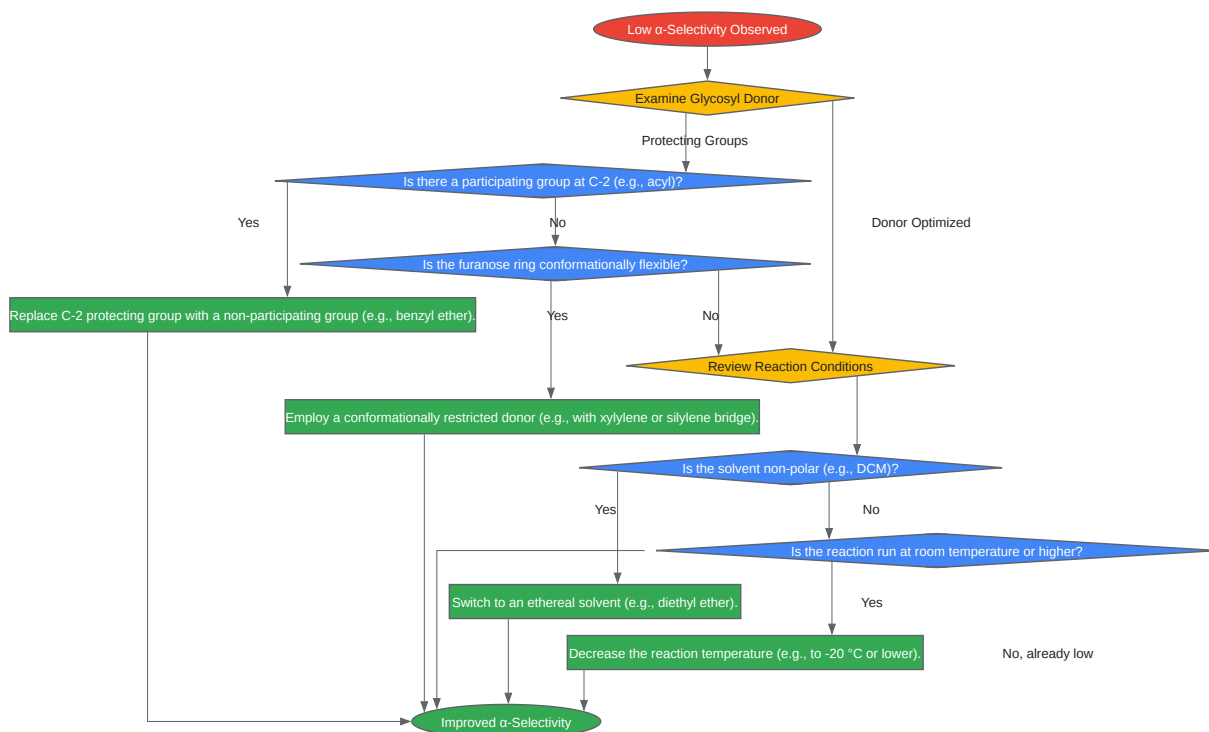 Low α-Selectivity Observed
Examine Glycosyl Donor
Protecting Groups
Is there a participating group at C-2 (e.g., acyl)?
Yes
No
Donor Optimized
Is the furanose ring conformationally flexible?
Replace C-2 protecting group with a non-participating group (e.g., benzyl ether).
Yes
No
Review Reaction Conditions
Employ a conformationally restricted donor (e.g., with xylylene or silylene bridge).
Is the solvent non-polar (e.g., DCM)?
Yes
No
Is the reaction run at room temperature or higher?
Switch to an ethereal solvent (e.g., diethyl ether).
Yes
Decrease the reaction temperature (e.g., to -20 °C or lower).
No, already low
Improved α-Selectivity